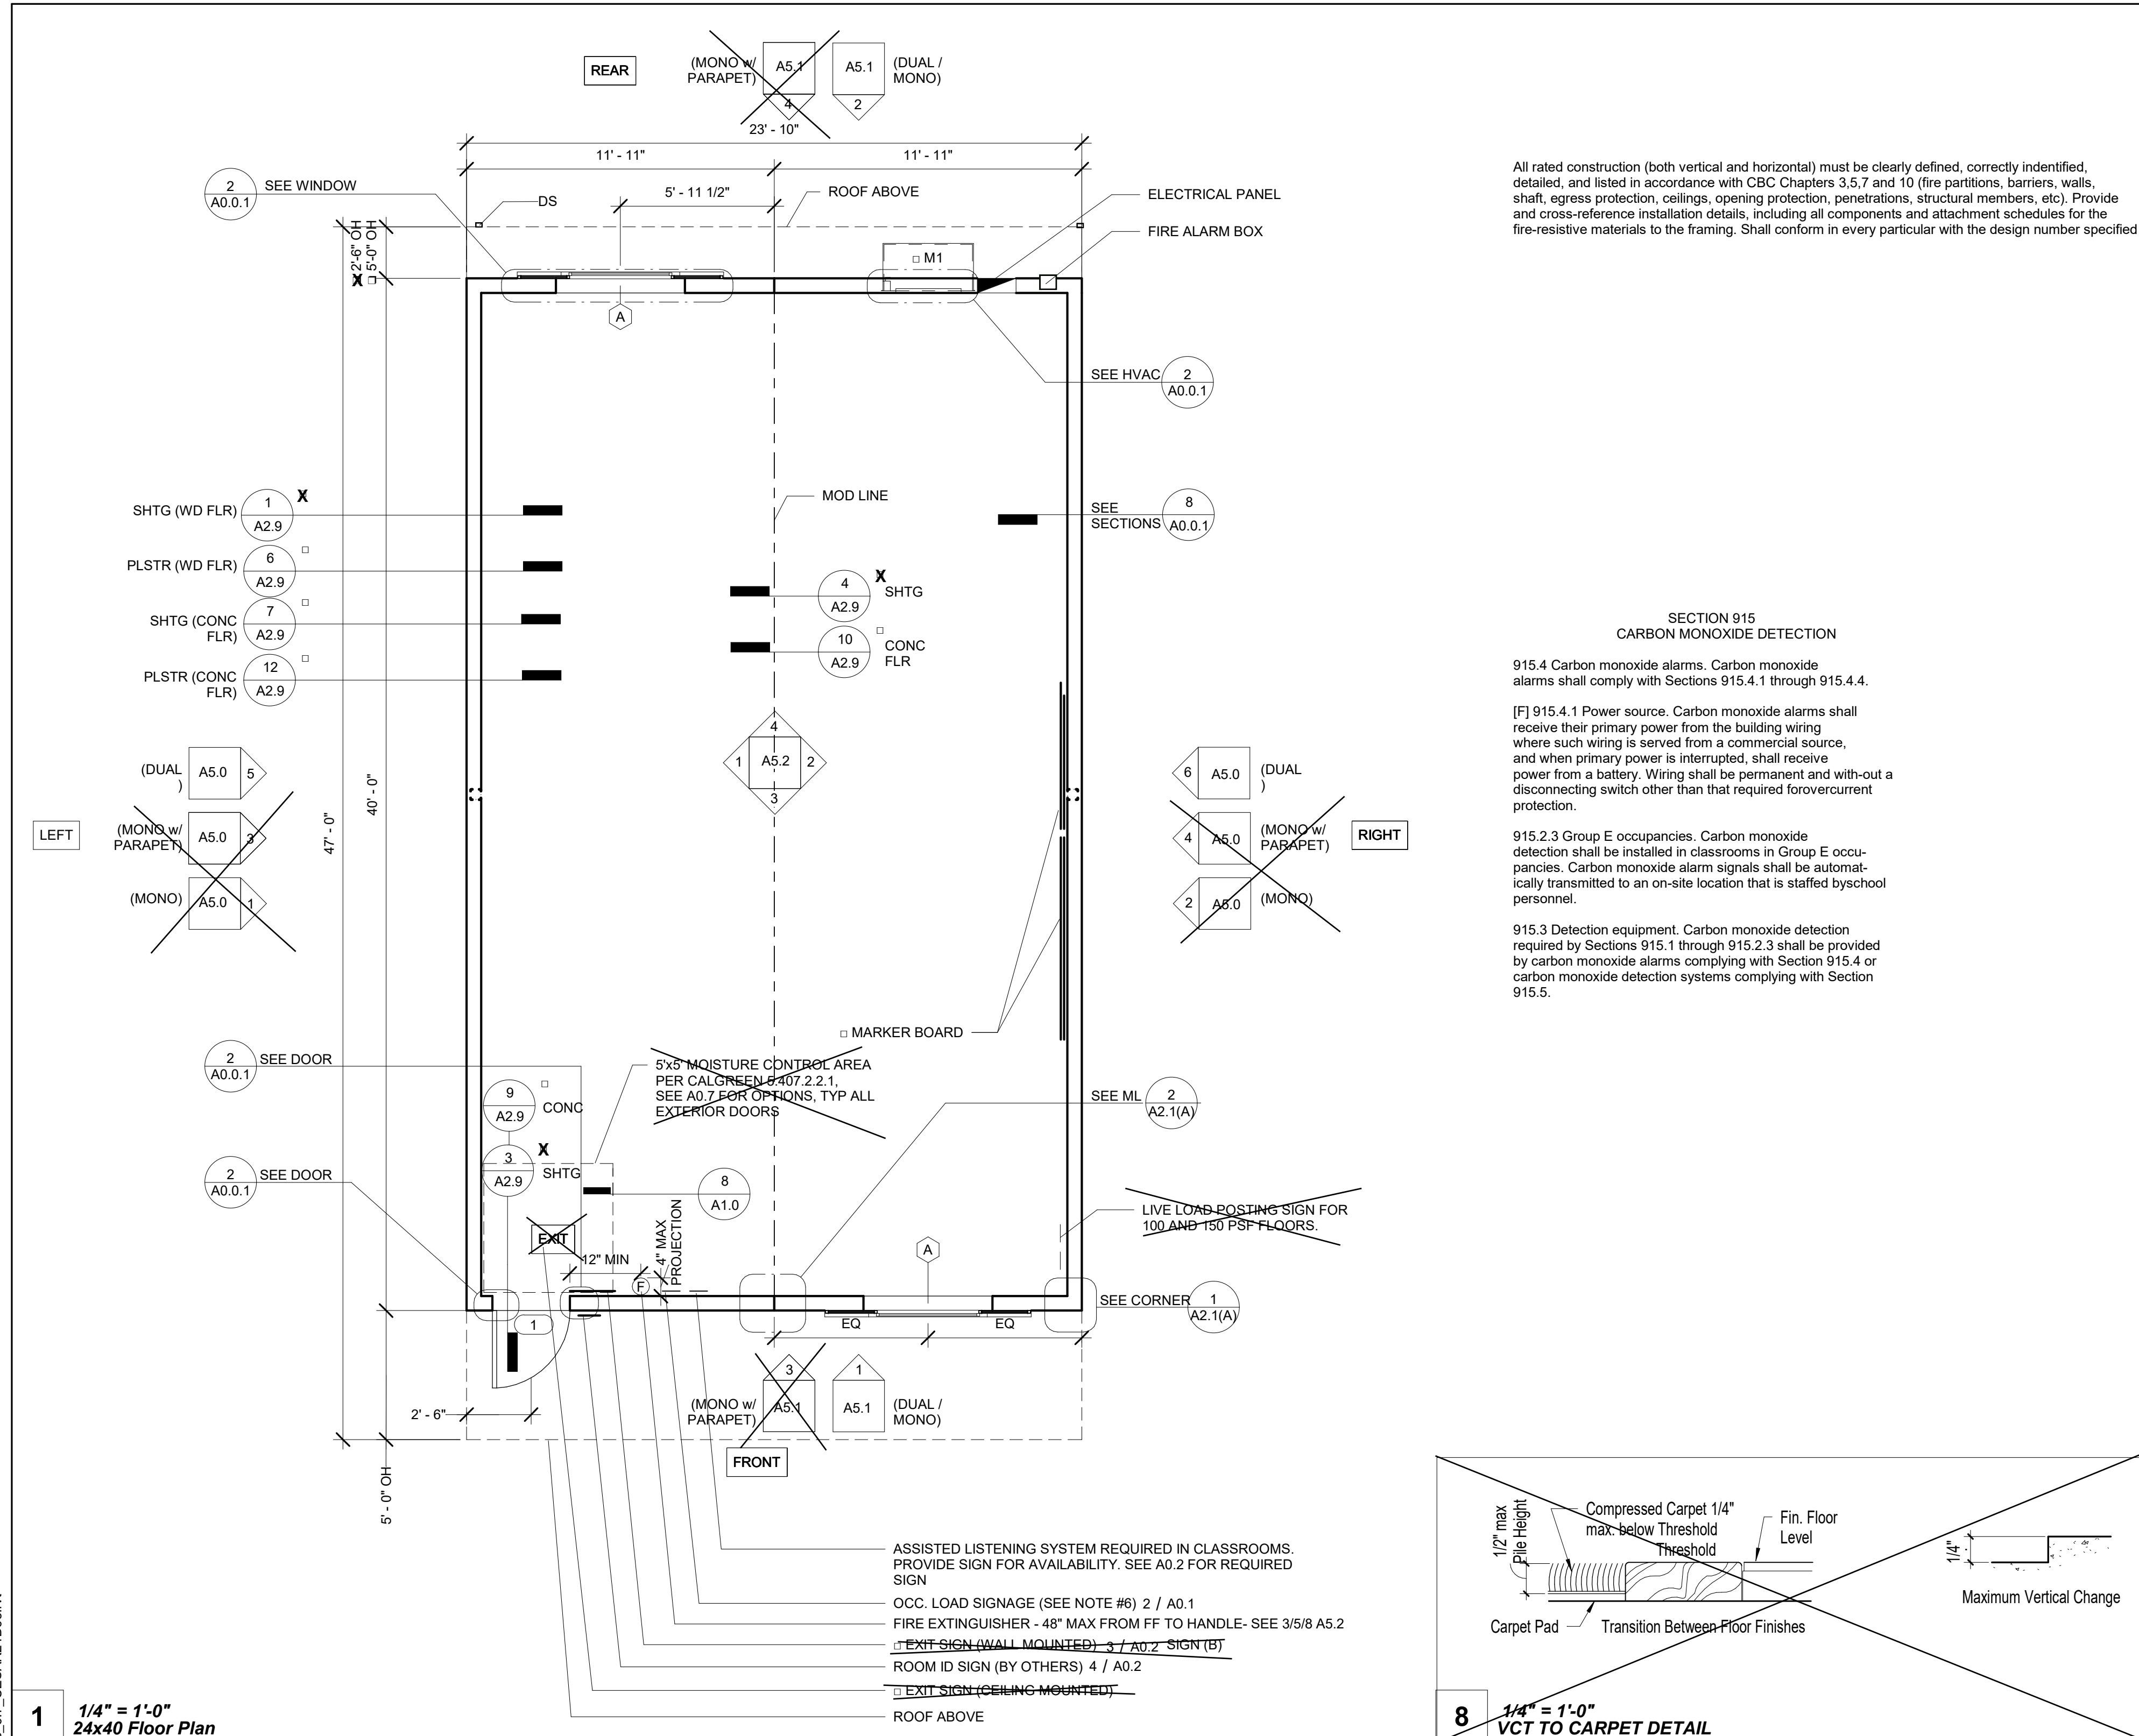 REAR
(MONO w/
PARAPET)
A5.1
4
A5.1
2
(DUAL /
MONO)
23' - 10"
11' - 11"
11' - 11"
2
A0.0.1
SEE WINDOW
DS
5' - 11 1/2"
ROOF ABOVE
ELECTRICAL PANEL
FIRE ALARM BOX
X 2'-6" OH
□ 5'-0" OH
□ M1
A
SEE HVAC
2
A0.0.1
MOD LINE
SHTG (WD FLR)
1
A2.9
X
PLSTR (WD FLR)
6
A2.9
□
SHTG (CONC
FLR)
7
A2.9
□
PLSTR (CONC
FLR)
12
A2.9
□
SEE
SECTIONS
8
A0.0.1
4
A2.9
X
SHTG
10
A2.9
□
CONC
FLR
4
1
A5.2
2
3
(DUAL
)
A5.0
5
LEFT
(MONO w/
PARAPET)
A5.0
3
(MONO)
A5.0
1
47' - 0"
40' - 0"
6
A5.0
(DUAL
)
4
A5.0
(MONO w/
PARAPET)
RIGHT
2
A5.0
(MONO)
□ MARKER BOARD
2
A0.0.1
SEE DOOR
5'x5' MOISTURE CONTROL AREA
PER CALGREEN 5.407.2.2.1,
SEE A0.7 FOR OPTIONS, TYP ALL
EXTERIOR DOORS
9
A2.9
□
CONC
SEE ML
2
A2.1(A)
3
A2.9
X
SHTG
2
A0.0.1
SEE DOOR
8
A1.0
LIVE LOAD POSTING SIGN FOR
100 AND 150 PSF FLOORS.
EXIT
12" MIN
4" MAX
PROJECTION
F
A
SEE CORNER
1
A2.1(A)
1
EQ
EQ
2' - 6"
(MONO w/
PARAPET)
3
A5.1
1
A5.1
(DUAL /
MONO)
FRONT
5' - 0" OH
ASSISTED LISTENING SYSTEM REQUIRED IN CLASSROOMS.
PROVIDE SIGN FOR AVAILABILITY. SEE A0.2 FOR REQUIRED
SIGN
OCC. LOAD SIGNAGE (SEE NOTE #6) 2 / A0.1
FIRE EXTINGUISHER - 48" MAX FROM FF TO HANDLE- SEE 3/5/8 A5.2
□ EXIT SIGN (WALL MOUNTED) 3 / A0.2 SIGN (B)
ROOM ID SIGN (BY OTHERS) 4 / A0.2
□ EXIT SIGN (CEILING MOUNTED)
ROOF ABOVE
1
1/4" = 1'-0"
24x40 Floor Plan
All rated construction (both vertical and horizontal) must be clearly defined, correctly indentified,
detailed, and listed in accordance with CBC Chapters 3,5,7 and 10 (fire partitions, barriers, walls,
shaft, egress protection, ceilings, opening protection, penetrations, structural members, etc). Provide
and cross-reference installation details, including all components and attachment schedules for the
fire-resistive materials to the framing. Shall conform in every particular with the design number specified
SECTION 915
CARBON MONOXIDE DETECTION
915.4 Carbon monoxide alarms. Carbon monoxide
alarms shall comply with Sections 915.4.1 through 915.4.4.
[F] 915.4.1 Power source. Carbon monoxide alarms shall
receive their primary power from the building wiring
where such wiring is served from a commercial source,
and when primary power is interrupted, shall receive
power from a battery. Wiring shall be permanent and with-out a
disconnecting switch other than that required forovercurrent
protection.
915.2.3 Group E occupancies. Carbon monoxide
detection shall be installed in classrooms in Group E occu-
pancies. Carbon monoxide alarm signals shall be automat-
ically transmitted to an on-site location that is staffed byschool
personnel.
915.3 Detection equipment. Carbon monoxide detection
required by Sections 915.1 through 915.2.3 shall be provided
by carbon monoxide alarms complying with Section 915.4 or
carbon monoxide detection systems complying with Section
915.5.
1/2" max
Pile Height
Compressed Carpet 1/4"
max. below Threshold
Threshold
Fin. Floor
Level
1/4"
Maximum Vertical Change
Carpet Pad
Transition Between Floor Finishes
8
1/4" = 1'-0"
VCT TO CARPET DETAIL